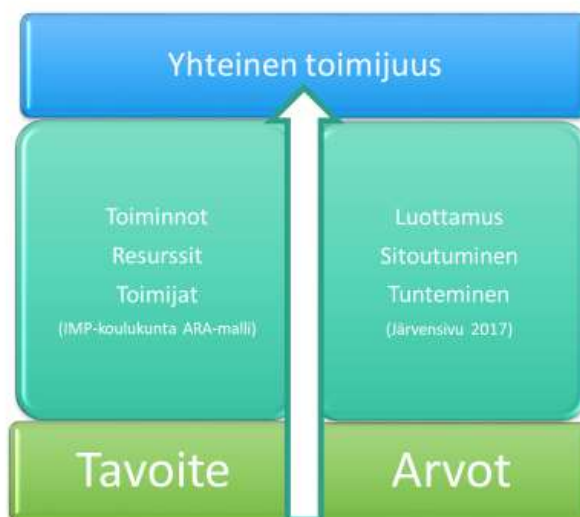 Yhteinen toimijuus
Toiminnot
Resurssit
Toimijat
(IMP-koulukunta ARA-malli)
Luottamus
Sitoutuminen
Tunteminen
(Järvensivu 2017)
Tavoite
Arvot